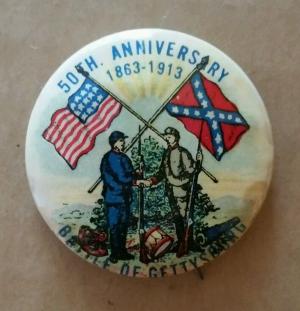 50TH. ANNIVERSARY
1863-1913
BATTLE OF GETTYSBURG